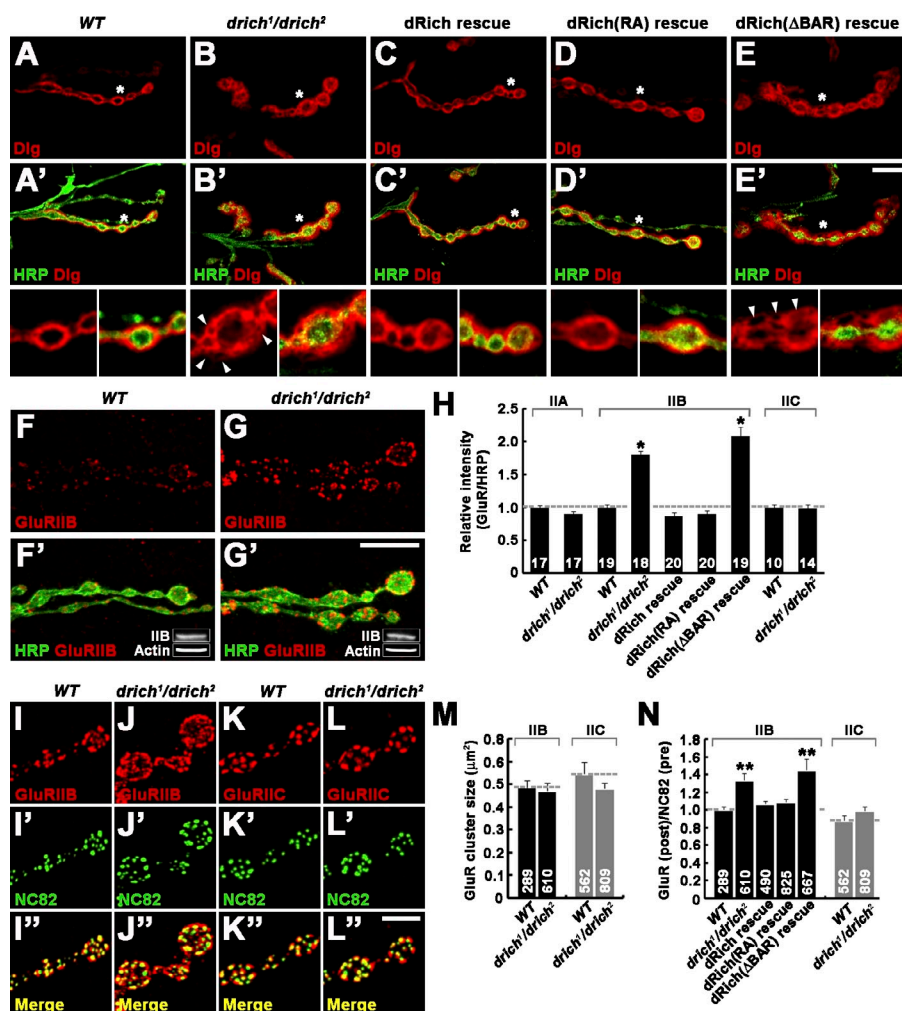 WT drich¹/drich² dRich rescue dRich(RA) rescue dRich(ΔBAR) rescue
A B C D E
* * * * *
Dlg Dlg Dlg Dlg Dlg
A' B' C' D' E'
* * * * *
HRP Dlg HRP Dlg HRP Dlg HRP Dlg HRP Dlg
WT drich¹/drich²
F G
GluRIIB GluRIIB
F' G'
IIB IIB
Actin Actin
HRP GluRIIB HRP GluRIIB
H
IIA IIB IIC
Relative intensity
(GluR/HRP)
2.5
2.0
1.5
1.0
0.5
0
* *
17 17 19 18 20 20 19 10 14
WT
drich¹/drich²
WT
drich¹/drich²
dRich rescue
dRich(RA) rescue
dRich(ΔBAR) rescue
WT
drich¹/drich²
WT drich¹/drich² WT drich¹/drich²
I J K L
GluRIIB GluRIIB GluRIIC GluRIIC
I' J' K' L'
NC82 NC82 NC82 NC82
I” J” K” L”
Merge Merge Merge Merge
M
IIB IIC
GluR cluster size (μm²)
0.8
0.6
0.5
0.4
0.3
0.2
0.1
0
289 610 562 809
WT
drich¹/drich²
WT
drich¹/drich²
N
IIB IIC
GluR (post)/NC82 (pre)
1.8
1.6
1.4
1.2
1.0
0.8
0.6
0.4
0.2
0
** **
289 610 490 825 667 562 809
WT
drich¹/drich²
dRich rescue
dRich(RA) rescue
dRich(ΔBAR) rescue
WT
drich¹/drich²